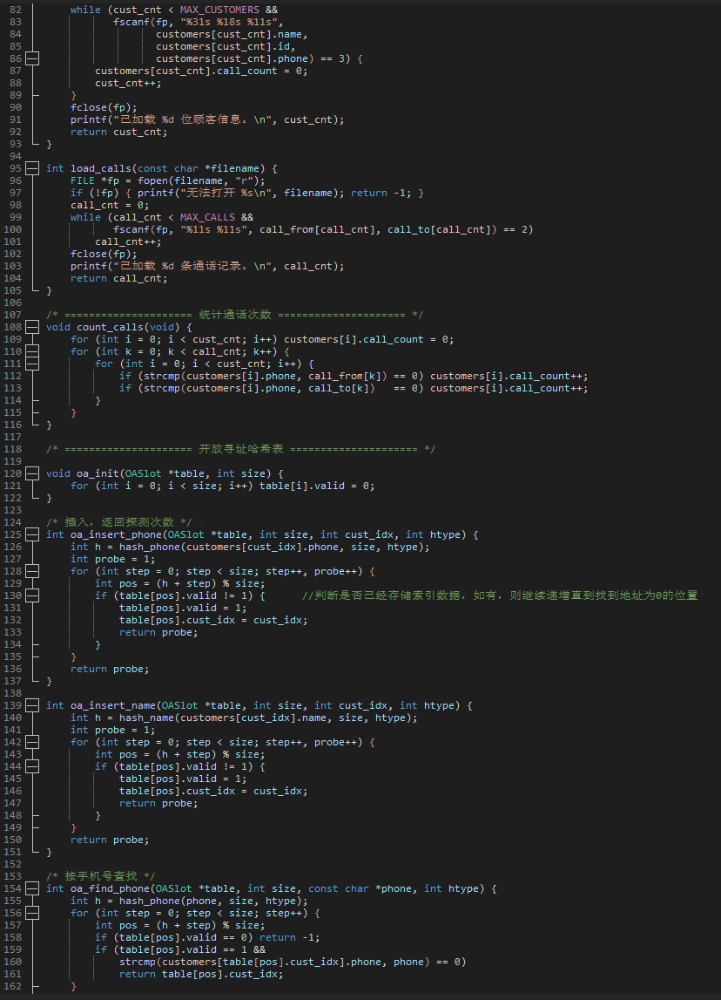 82 while (cust_cnt < MAX_CUSTOMERS &&
83 fscanf(fp, "%31s %18s %11s",
84 customers[cust_cnt].name,
85 customers[cust_cnt].id,
86 customers[cust_cnt].phone) == 3) {
87 customers[cust_cnt].call_count = 0;
88 cust_cnt++;
89 }
90 fclose(fp);
91 printf("已加载 %d 位顾客信息。\n", cust_cnt);
92 return cust_cnt;
93 }
94
95 int load_calls(const char *filename) {
96 FILE *fp = fopen(filename, "r");
97 if (!fp) { printf("无法打开 %s\n", filename); return -1; }
98 call_cnt = 0;
99 while (call_cnt < MAX_CALLS &&
100 fscanf(fp, "%11s %11s", call_from[call_cnt], call_to[call_cnt]) == 2)
101 call_cnt++;
102 fclose(fp);
103 printf("已加载 %d 条通话记录。\n", call_cnt);
104 return call_cnt;
105 }
106
107 /* ===================== 统计通话次数 ===================== */
108 void count_calls(void) {
109 for (int i = 0; i < cust_cnt; i++) customers[i].call_count = 0;
110 for (int k = 0; k < call_cnt; k++) {
111 for (int i = 0; i < cust_cnt; i++) {
112 if (strcmp(customers[i].phone, call_from[k]) == 0) customers[i].call_count++;
113 if (strcmp(customers[i].phone, call_to[k])   == 0) customers[i].call_count++;
114 }
115 }
116 }
117
118 /* ===================== 开放寻址哈希表 ===================== */
119
120 void oa_init(OASlot *table, int size) {
121 for (int i = 0; i < size; i++) table[i].valid = 0;
122 }
123
124 /* 插入，返回探测次数 */
125 int oa_insert_phone(OASlot *table, int size, int cust_idx, int htype) {
126 int h = hash_phone(customers[cust_idx].phone, size, htype);
127 int probe = 1;
128 for (int step = 0; step < size; step++, probe++) {
129 int pos = (h + step) % size;
130 if (table[pos].valid != 1) { //判断是否已经存储索引数据，如有，则继续递增直到找到地址为0的位置
131 table[pos].valid = 1;
132 table[pos].cust_idx = cust_idx;
133 return probe;
134 }
135 }
136 return probe;
137 }
138
139 int oa_insert_name(OASlot *table, int size, int cust_idx, int htype) {
140 int h = hash_name(customers[cust_idx].name, size, htype);
141 int probe = 1;
142 for (int step = 0; step < size; step++, probe++) {
143 int pos = (h + step) % size;
144 if (table[pos].valid != 1) {
145 table[pos].valid = 1;
146 table[pos].cust_idx = cust_idx;
147 return probe;
148 }
149 }
150 return probe;
151 }
152
153 /* 按手机号查找 */
154 int oa_find_phone(OASlot *table, int size, const char *phone, int htype) {
155 int h = hash_phone(phone, size, htype);
156 for (int step = 0; step < size; step++) {
157 int pos = (h + step) % size;
158 if (table[pos].valid == 0) return -1;
159 if (table[pos].valid == 1 &&
160 strcmp(customers[table[pos].cust_idx].phone, phone) == 0)
161 return table[pos].cust_idx;
162 }